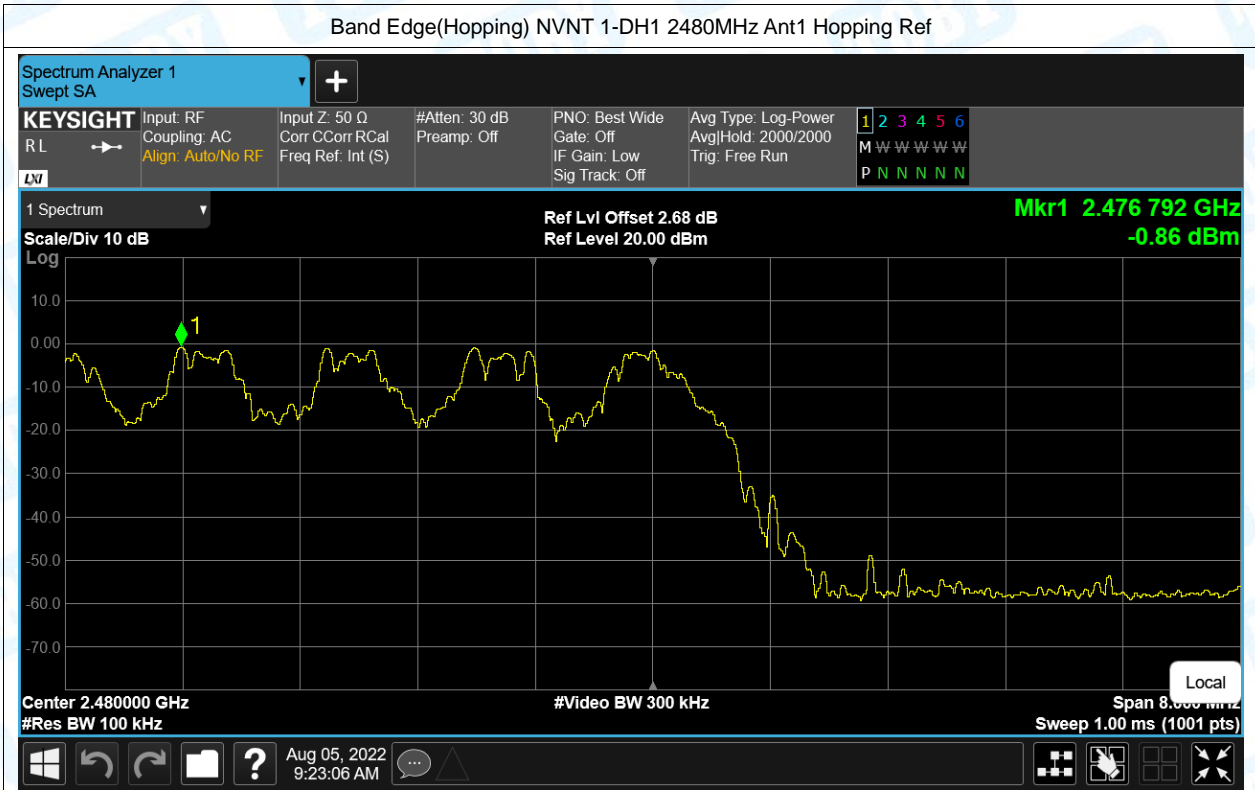 Band Edge(Hopping) NVNT 1-DH1 2480MHz Ant1 Hopping Ref
Spectrum Analyzer 1
Swept SA
KEYSIGHT
R L
LXI
Input: RF
Coupling: AC
Align: Auto/No RF
Input Z: 50 Ω
Corr CCorr RCal
Freq Ref: Int (S)
#Atten: 30 dB
Preamp: Off
PNO: Best Wide
Gate: Off
IF Gain: Low
Sig Track: Off
Avg Type: Log-Power
Avg|Hold: 2000/2000
Trig: Free Run
1 2 3 4 5 6
M W W W W W
P N N N N N
1 Spectrum
Scale/Div 10 dB
Ref Lvl Offset 2.68 dB
Ref Level 20.00 dBm
Mkr1 2.476 792 GHz
-0.86 dBm
Log
10.0
0.00
-10.0
-20.0
-30.0
-40.0
-50.0
-60.0
-70.0
1
Center 2.480000 GHz
#Res BW 100 kHz
#Video BW 300 kHz
Local
Span 8.000 MHz
Sweep 1.00 ms (1001 pts)
?
Aug 05, 2022
9:23:06 AM